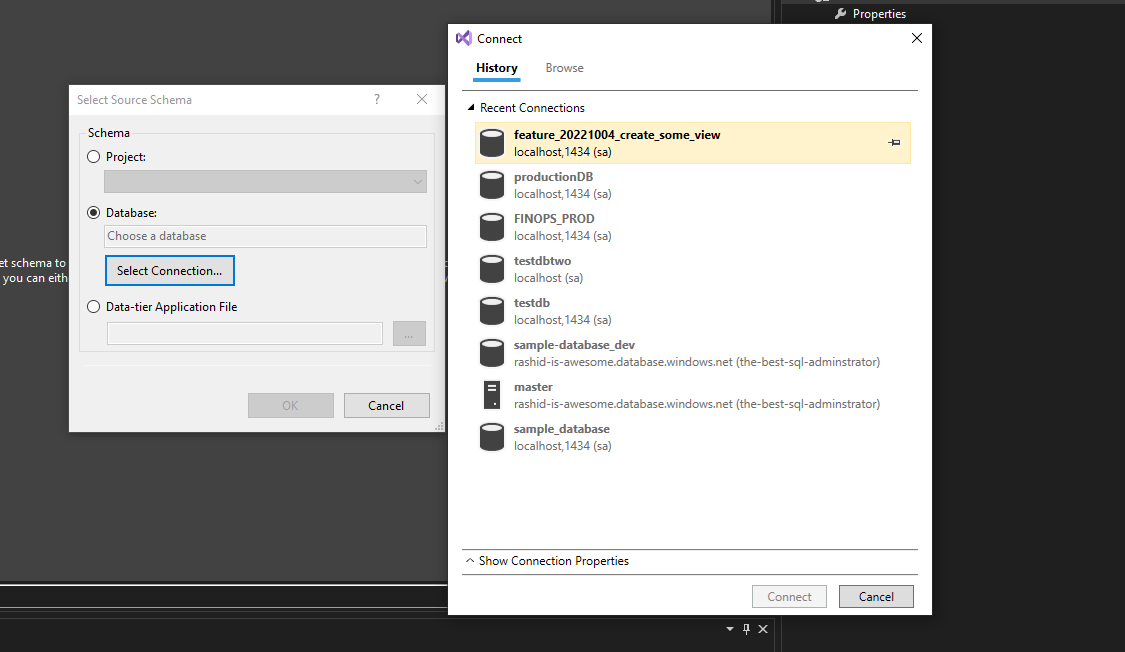 Properties
Connect
History
Browse
Recent Connections
feature_20221004_create_some_view
localhost,1434 (sa)
productionDB
localhost,1434 (sa)
FINOPS_PROD
localhost,1434 (sa)
testdbtwo
localhost (sa)
testdb
localhost,1434 (sa)
sample-database_dev
rashid-is-awesome.database.windows.net (the-best-sql-adminstrator)
master
rashid-is-awesome.database.windows.net (the-best-sql-adminstrator)
sample_database
localhost,1434 (sa)
Show Connection Properties
Connect
Cancel
Select Source Schema
?
Schema
Project:
Database:
Choose a database
Select Connection...
Data-tier Application File
...
OK
Cancel
schema to
you can